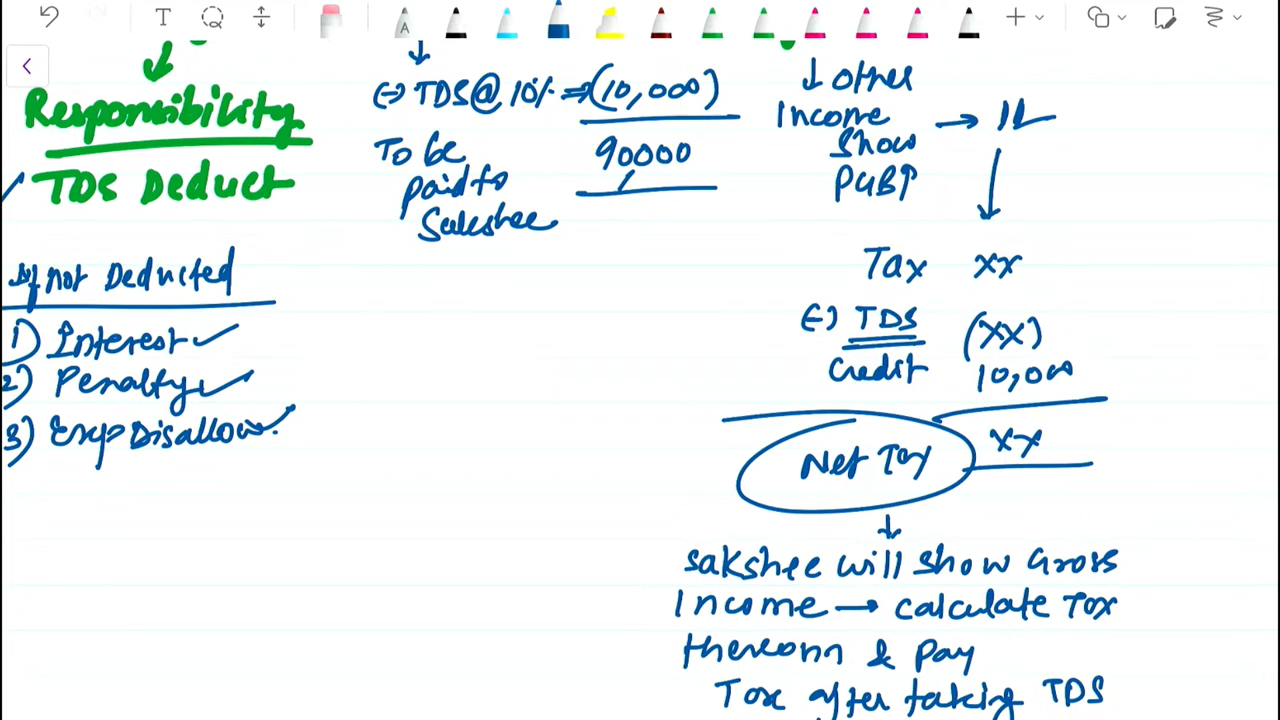 Responsibility
TDS Deduct
If not Deducted
1) Interest
2) Penalty
3) Exp Disallow
(-) TDS@ 10% ⇒ (10,000)
To be 90000
paid to
Sakshee
↓ other
Income → 1L
show
PGBP
Tax xx
(-) TDS (xx)
Credit 10,000
Net Tax xx
Sakshee will show Gross
Income → calculate Tax
thereonn & pay
Tax after taking TDS